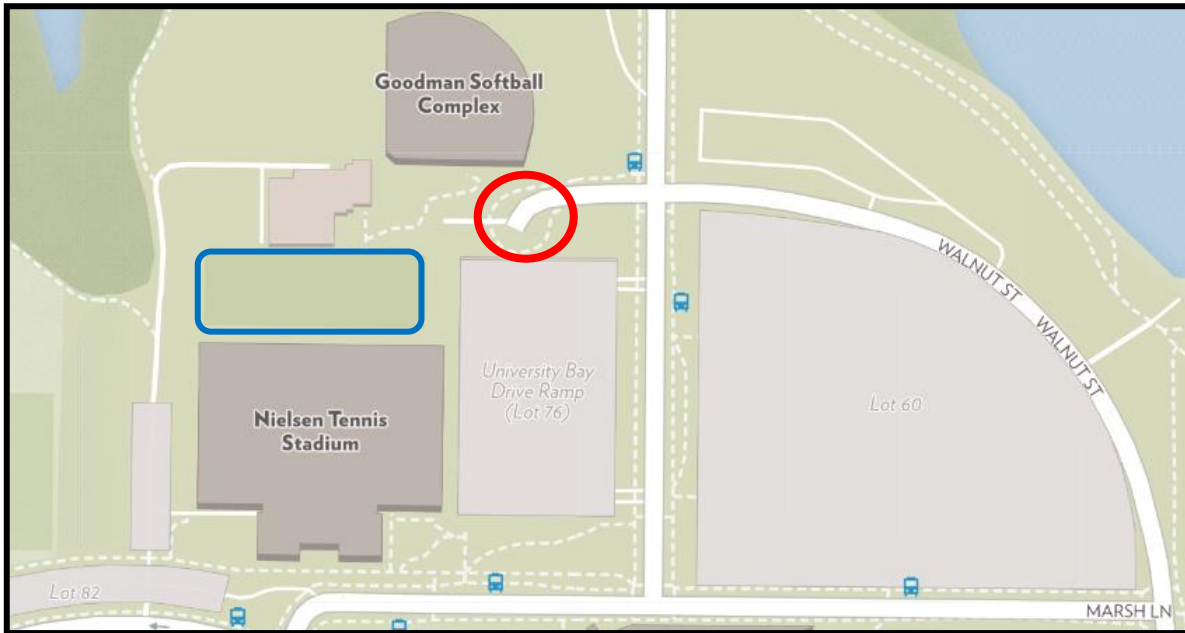 Goodman Softball
Complex
WALNUT ST
WALNUT ST
University Bay
Drive Ramp
(Lot 76)
Lot 60
Nielsen Tennis
Stadium
Lot 82
MARSH LN